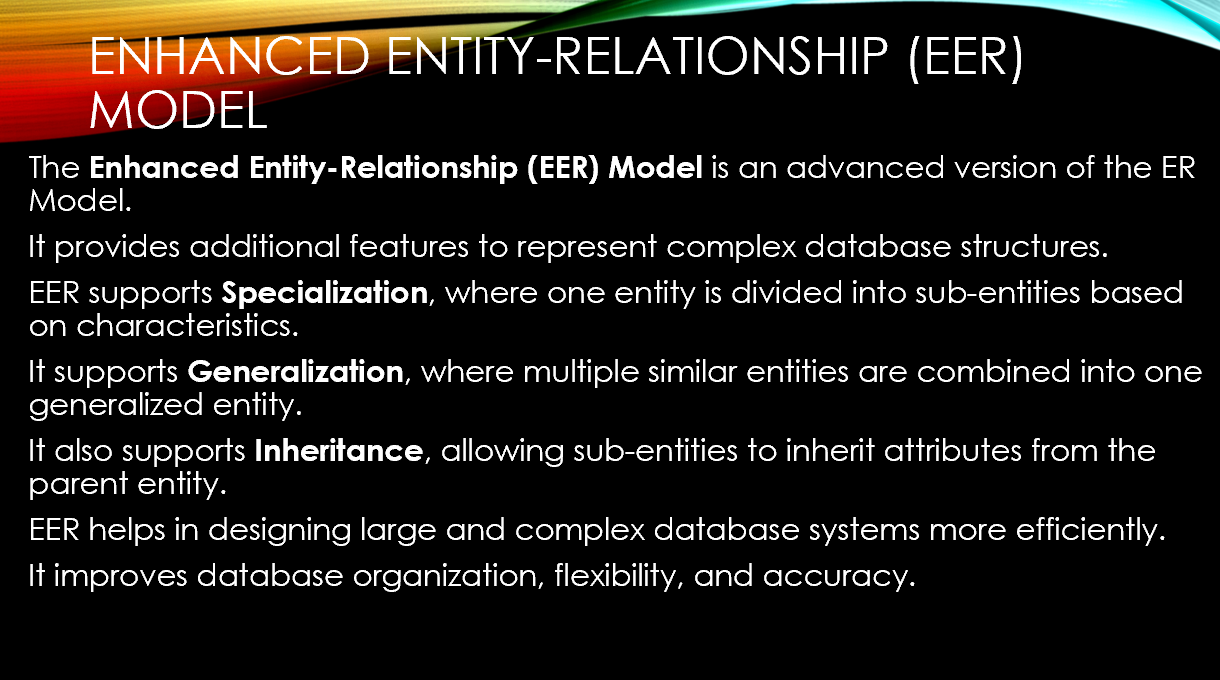 ENHANCED ENTITY-RELATIONSHIP (EER)
MODEL
The Enhanced Entity-Relationship (EER) Model is an advanced version of the ER
Model.
It provides additional features to represent complex database structures.
EER supports Specialization, where one entity is divided into sub-entities based
on characteristics.
It supports Generalization, where multiple similar entities are combined into one
generalized entity.
It also supports Inheritance, allowing sub-entities to inherit attributes from the
parent entity.
EER helps in designing large and complex database systems more efficiently.
It improves database organization, flexibility, and accuracy.